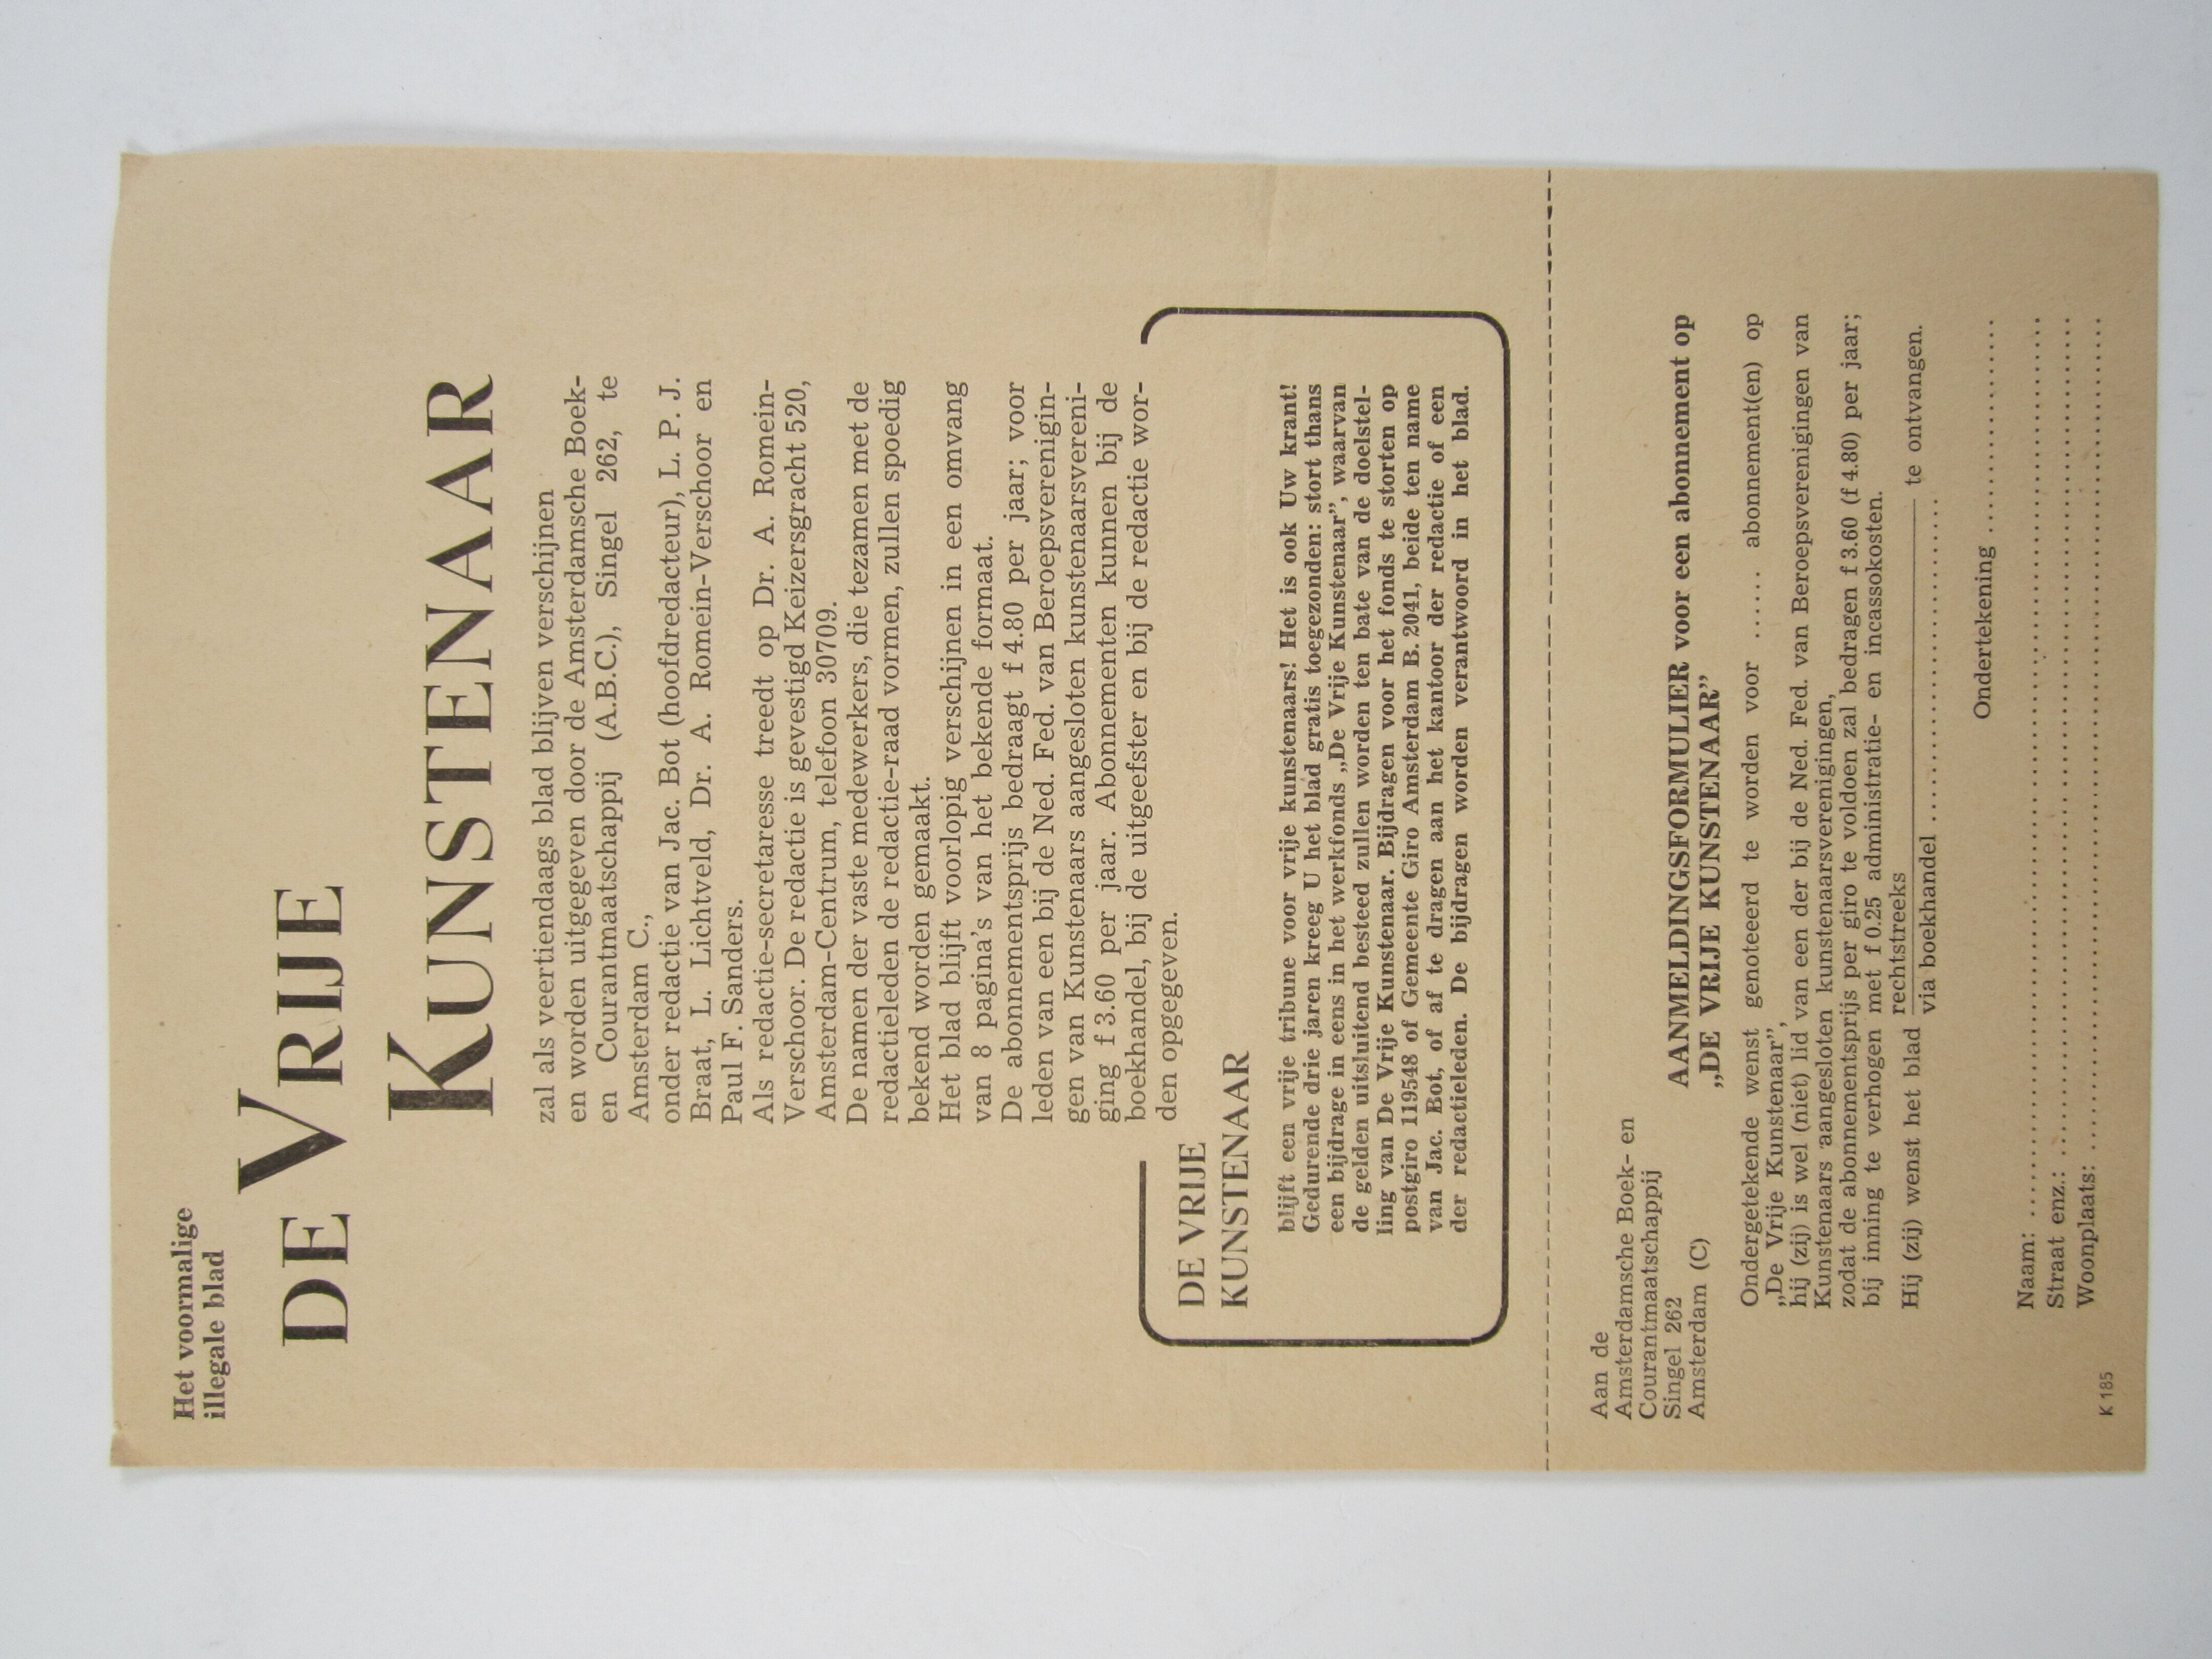 Het voormalige
illegale blad
DE VRIJE
KUNSTENAAR
zal als veertiendaags blad blijven verschijnen
en worden uitgegeven door de Amsterdamsche Boek-
en Courantmaatschappij (A.B.C.), Singel 262, te
Amsterdam C.,
onder redactie van Jac. Bot (hoofdredacteur), L. P. J.
Braat, L. Lichtveld, Dr. A. Romein-Verschoor en
Paul F. Sanders.
Als redactie-secretaresse treedt op Dr. A. Romein-
Verschoor. De redactie is gevestigd Keizersgracht 520,
Amsterdam-Centrum, telefoon 30709.
De namen der vaste medewerkers, die tezamen met de
redactieleden de redactie-raad vormen, zullen spoedig
bekend worden gemaakt.
Het blad blijft voorlopig verschijnen in een omvang
van 8 pagina's van het bekende formaat.
De abonnementsprijs bedraagt f 4.80 per jaar; voor
leden van een bij de Ned. Fed. van Beroepsverenigin-
gen van Kunstenaars aangesloten kunstenaarsvereni-
ging f 3.60 per jaar. Abonnementen kunnen bij de
boekhandel, bij de uitgeefster en bij de redactie wor-
den opgegeven.
DE VRIJE
KUNSTENAAR
blijft een vrije tribune voor vrije kunstenaars! Het is ook Uw krant!
Gedurende drie jaren kreeg U het blad gratis toegezonden: stort thans
een bijdrage in eens in het werkfonds „De Vrije Kunstenaar”, waarvan
de gelden uitsluitend besteed zullen worden ten bate van de doelstel-
ling van De Vrije Kunstenaar. Bijdragen voor het fonds te storten op
postgiro 119548 of Gemeente Giro Amsterdam B. 2041, beide ten name
van Jac. Bot, of af te dragen aan het kantoor der redactie of een
der redactieleden. De bijdragen worden verantwoord in het blad.
Aan de
Amsterdamsche Boek- en
Courantmaatschappij
Singel 262
Amsterdam (C)
AANMELDINGSFORMULIER voor een abonnement op
„DE VRIJE KUNSTENAAR”
Ondergetekende wenst genoteerd te worden voor ..... abonnement(en) op
„De Vrije Kunstenaar”,
hij (zij) is wel (niet) lid van een der bij de Ned. Fed. van Beroepsverenigingen van
Kunstenaars aangesloten kunstenaarsverenigingen,
zodat de abonnementsprijs per giro te voldoen zal bedragen f 3.60 (f 4.80) per jaar;
bij inning te verhogen met f 0.25 administratie- en incassokosten.
Hij (zij) wenst het blad rechtstreeks te ontvangen.
via boekhandel ........................
Ondertekening ................
Naam: ................................................................
Straat enz.: ................................................................
Woonplaats: ................................................................
K 185